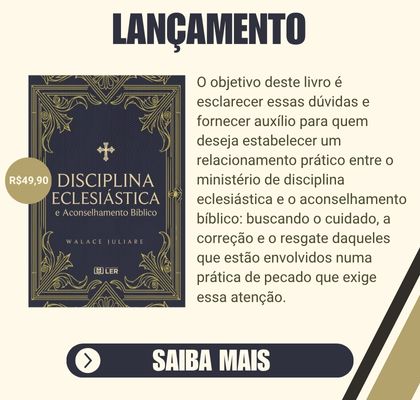 LANÇAMENTO
O objetivo deste livro é
esclarecer essas dúvidas e
fornecer auxílio para quem
deseja estabelecer um
relacionamento prático entre o
ministério de disciplina
eclesiástica e o aconselhamento
bíblico: buscando o cuidado, a
correção e o resgate daqueles
que estão envolvidos numa
prática de pecado que exige
essa atenção.
R$49,90
DISCIPLINA
ECLESIÁSTICA
e Aconselhamento Bíblico
WALACE JULIARE
LER
SAIBA MAIS